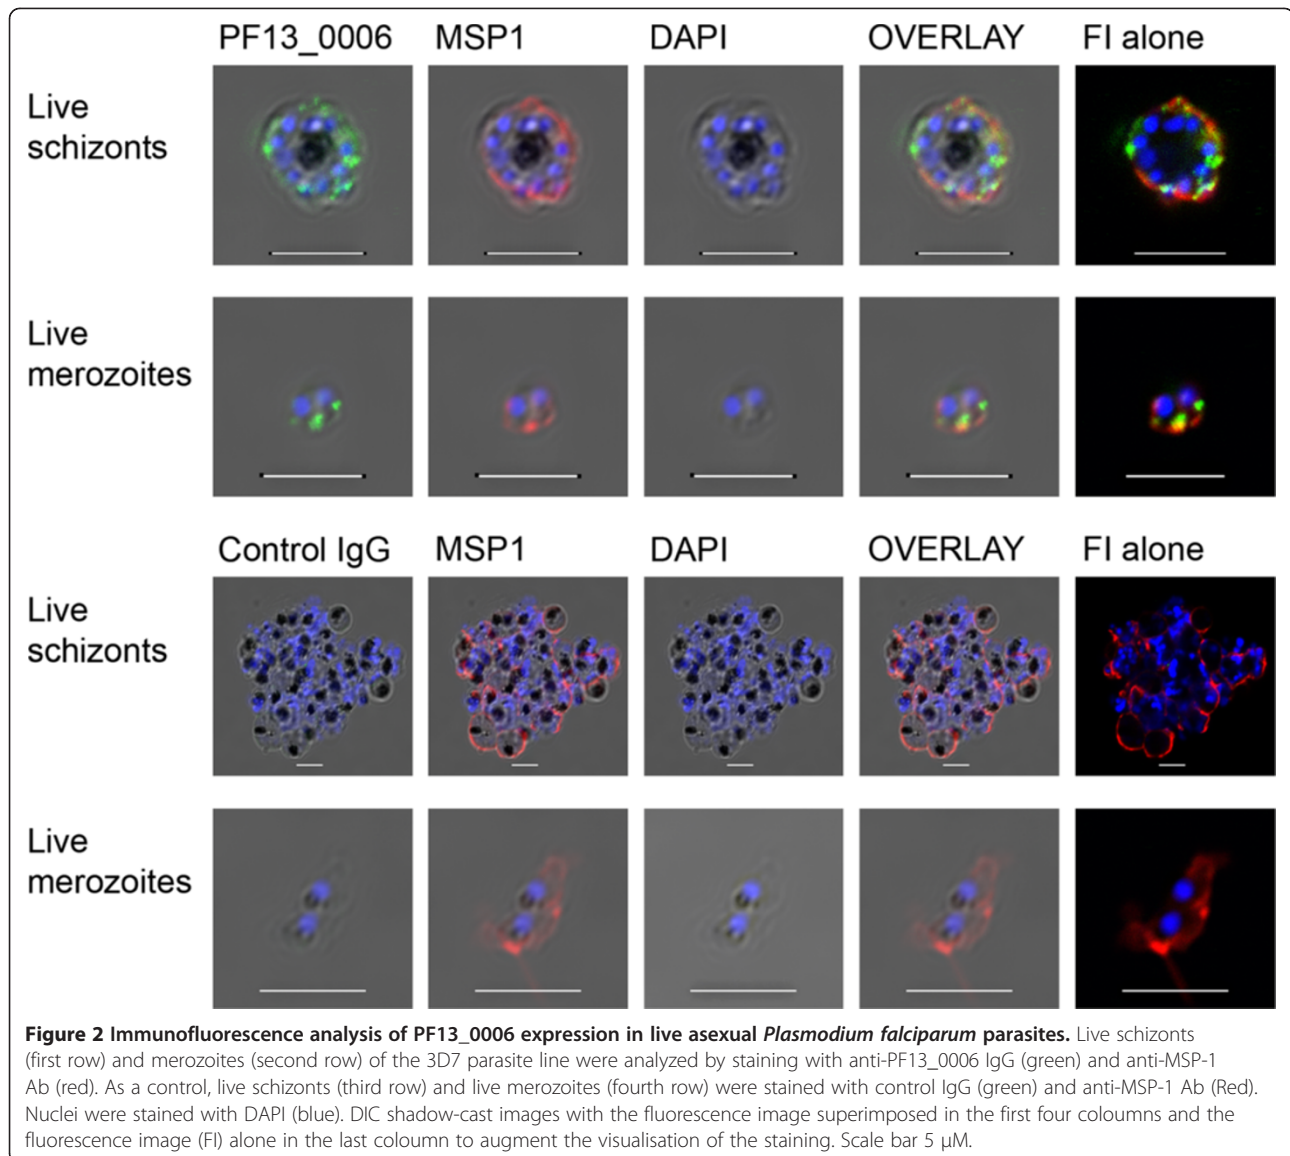 PF13_0006 MSP1 DAPI OVERLAY FI alone
Live
schizonts
Live
merozoites
Control IgG MSP1 DAPI OVERLAY FI alone
Live
schizonts
Live
merozoites
Figure 2 Immunofluorescence analysis of PF13_0006 expression in live asexual Plasmodium falciparum parasites. Live schizonts
(first row) and merozoites (second row) of the 3D7 parasite line were analyzed by staining with anti-PF13_0006 IgG (green) and anti-MSP-1
Ab (red). As a control, live schizonts (third row) and live merozoites (fourth row) were stained with control IgG (green) and anti-MSP-1 Ab (Red).
Nuclei were stained with DAPI (blue). DIC shadow-cast images with the fluorescence image superimposed in the first four coloumns and the
fluorescence image (FI) alone in the last coloumn to augment the visualisation of the staining. Scale bar 5 μM.